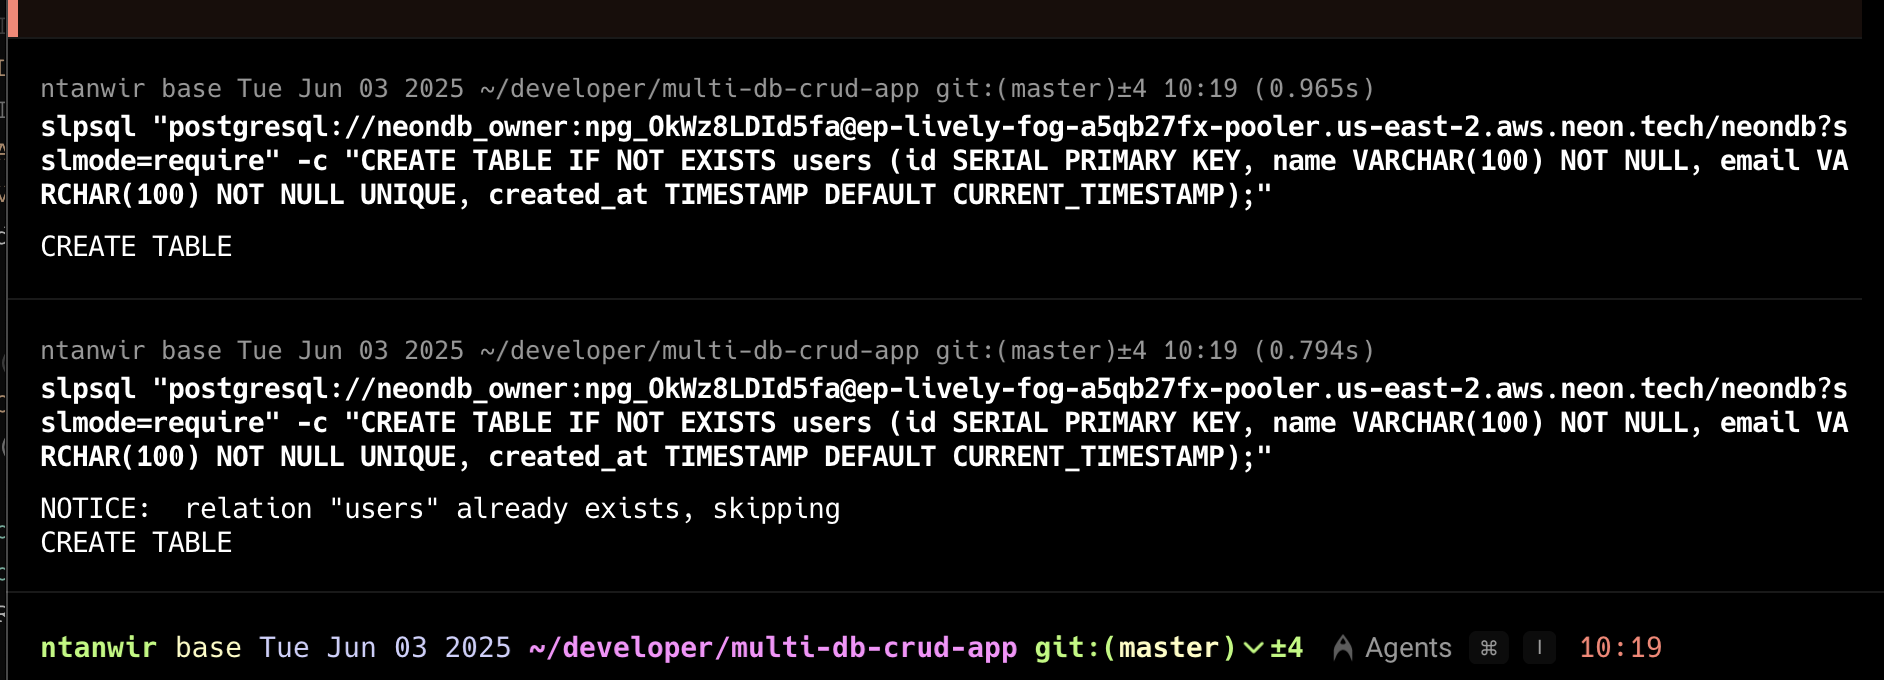 ntanwir base Tue Jun 03 2025 ~/developer/multi-db-crud-app git:(master)±4 10:19 (0.965s)
slpsql "postgresql://neondb_owner:npg_OkWz8LDId5fa@ep-lively-fog-a5qb27fx-pooler.us-east-2.aws.neon.tech/neondb?s
slmode=require" -c "CREATE TABLE IF NOT EXISTS users (id SERIAL PRIMARY KEY, name VARCHAR(100) NOT NULL, email VA
RCHAR(100) NOT NULL UNIQUE, created_at TIMESTAMP DEFAULT CURRENT_TIMESTAMP);"
CREATE TABLE
ntanwir base Tue Jun 03 2025 ~/developer/multi-db-crud-app git:(master)±4 10:19 (0.794s)
slpsql "postgresql://neondb_owner:npg_OkWz8LDId5fa@ep-lively-fog-a5qb27fx-pooler.us-east-2.aws.neon.tech/neondb?s
slmode=require" -c "CREATE TABLE IF NOT EXISTS users (id SERIAL PRIMARY KEY, name VARCHAR(100) NOT NULL, email VA
RCHAR(100) NOT NULL UNIQUE, created_at TIMESTAMP DEFAULT CURRENT_TIMESTAMP);"
NOTICE:  relation "users" already exists, skipping
CREATE TABLE
ntanwir base Tue Jun 03 2025 ~/developer/multi-db-crud-app git:(master)⌄±4 Agents ⌘ I 10:19